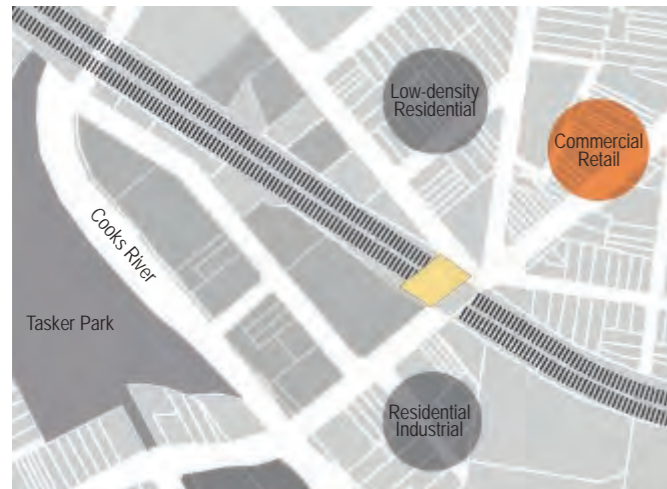 Low-density
Residential
Commercial
Retail
Cooks River
Tasker Park
Residential
Industrial